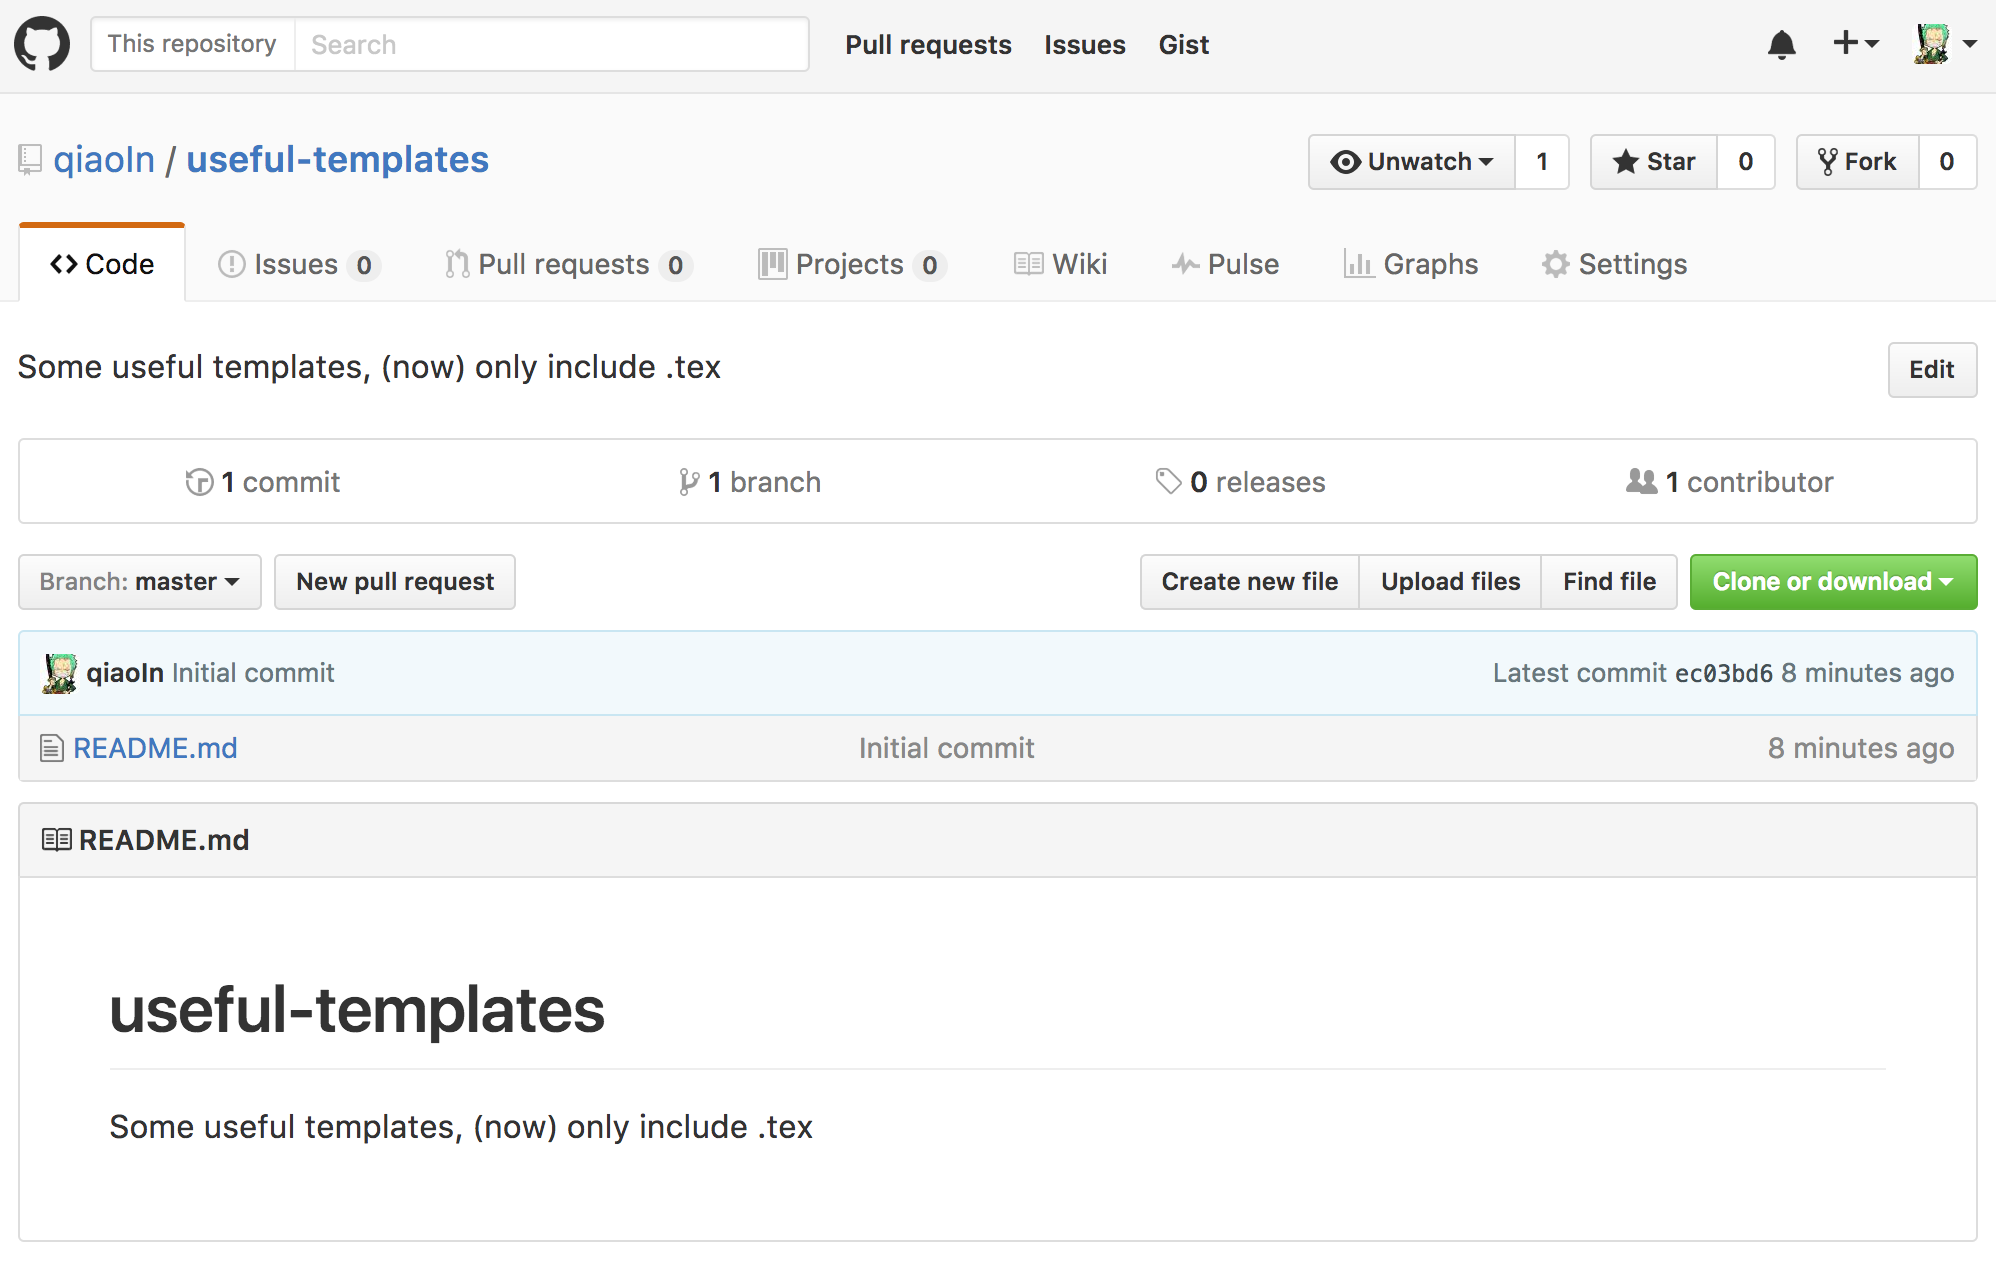 This repository Search Pull requests Issues Gist
qiaoIn / useful-templates Unwatch 1 Star 0 Fork 0
Code Issues 0 Pull requests 0 Projects 0 Wiki Pulse Graphs Settings
Some useful templates, (now) only include .tex Edit
1 commit 1 branch 0 releases 1 contributor
Branch: master New pull request Create new file Upload files Find file Clone or download
qiaoIn Initial commit Latest commit ec03bd6 8 minutes ago
README.md Initial commit 8 minutes ago
README.md
useful-templates
Some useful templates, (now) only include .tex